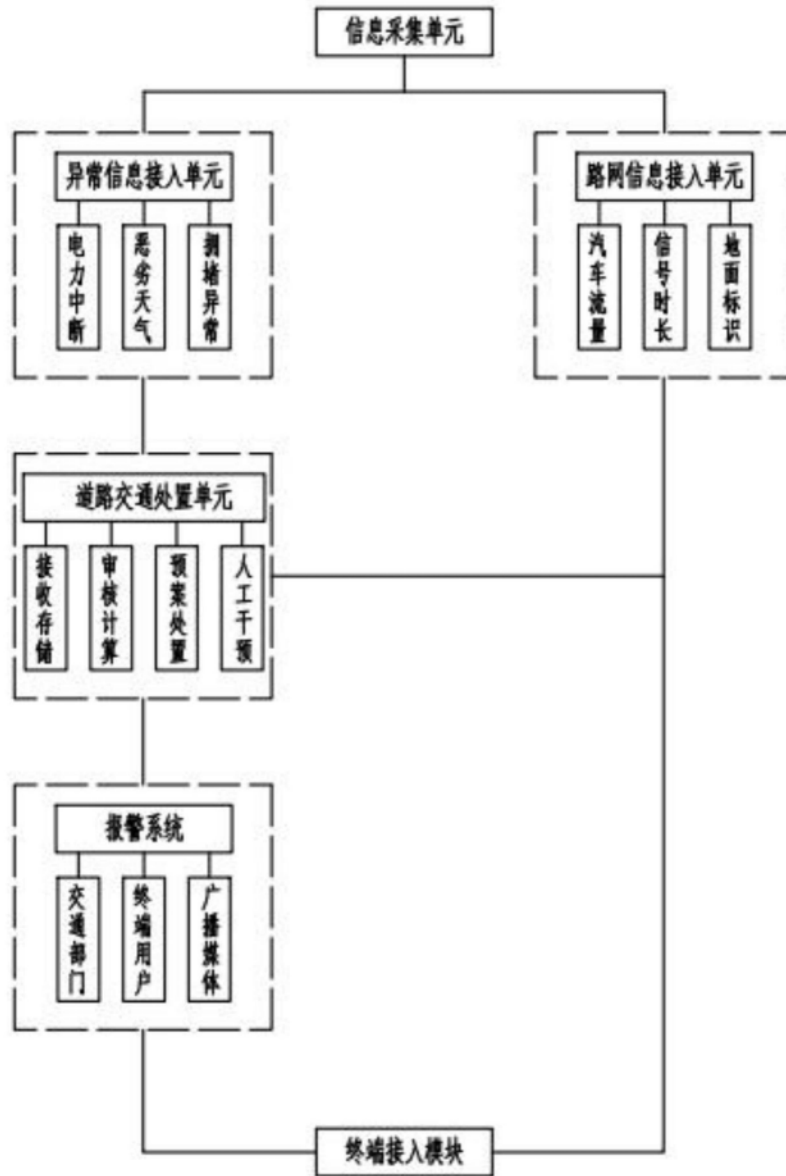 信息采集单元
异常信息接入单元
电力中断
恶劣天气
拥堵异常
路网信息接入单元
汽车流量
信号时长
地面标识
道路交通处置单元
接收存储
审核计算
预案处置
人工干预
报警系统
交通部门
终端用户
广播媒体
终端接入模块